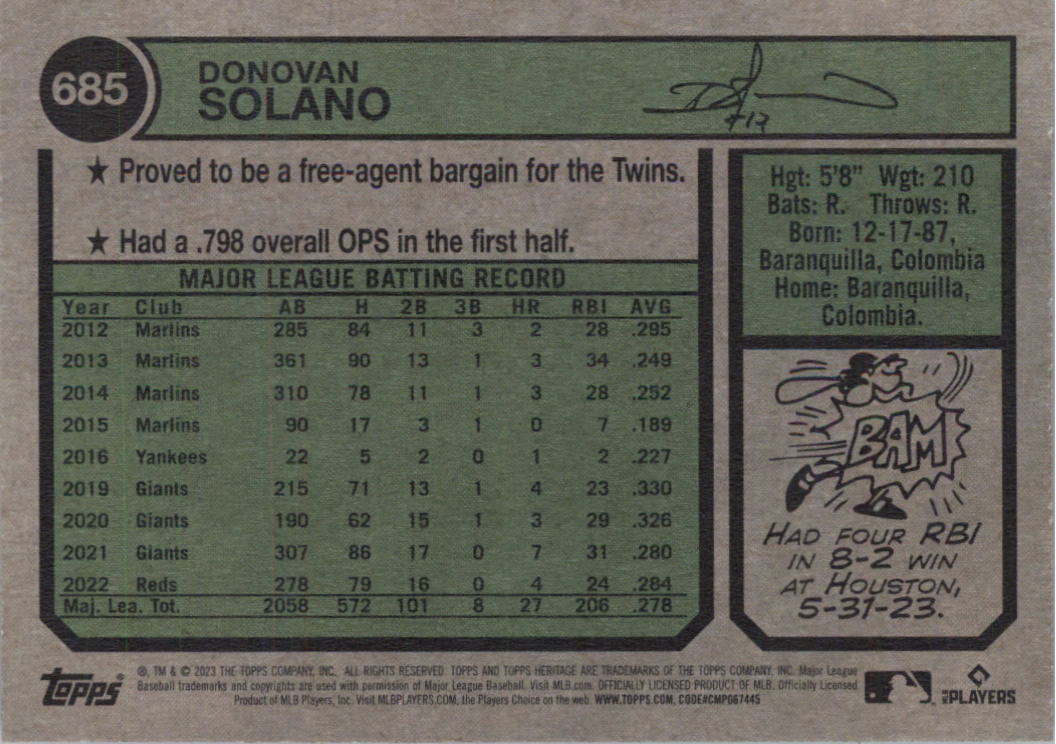 685
DONOVAN
SOLANO
#17
★ Proved to be a free-agent bargain for the Twins.
★ Had a .798 overall OPS in the first half.
MAJOR LEAGUE BATTING RECORD
Year Club AB H 2B 3B HR RBI AVG
2012 Marlins 285 84 11 3 2 28 .295
2013 Marlins 361 90 13 1 3 34 .249
2014 Marlins 310 78 11 1 3 28 .252
2015 Marlins 90 17 3 1 0 7 .189
2016 Yankees 22 5 2 0 1 2 .227
2019 Giants 215 71 13 1 4 23 .330
2020 Giants 190 62 15 1 3 29 .326
2021 Giants 307 86 17 0 7 31 .280
2022 Reds 278 79 16 0 4 24 .284
Maj. Lea. Tot. 2058 572 101 8 27 206 .278
Hgt: 5'8" Wgt: 210
Bats: R. Throws: R.
Born: 12-17-87,
Baranquilla, Colombia
Home: Baranquilla,
Colombia.
BAM
HAD FOUR RBI
IN 8-2 WIN
AT HOUSTON,
5-31-23.
topps
®, TM & © 2023 THE TOPPS COMPANY, INC. ALL RIGHTS RESERVED. TOPPS AND TOPPS HERITAGE ARE TRADEMARKS OF THE TOPPS COMPANY, INC. Major League
Baseball trademarks and copyrights are used with permission of Major League Baseball. Visit MLB.com. OFFICIALLY LICENSED PRODUCT OF MLB. Officially Licensed
Product of MLB Players, Inc. Visit MLBPLAYERS.COM, the Players Choice on the web. WWW.TOPPS.COM, CODE#CMP067445
MLB PLAYERS